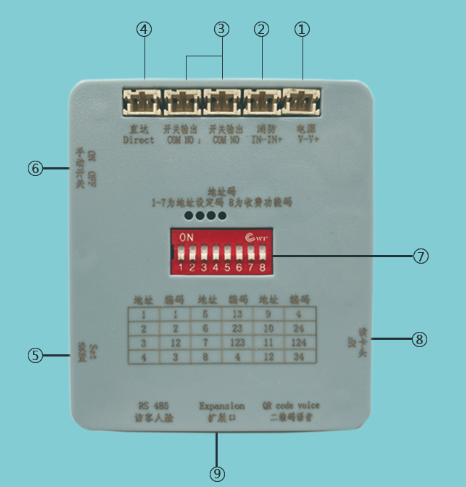 ④ ③ ② ①
直达 开关输出 开关输出 消防 电源
Direct COM NO COM NO IN-IN+ V-V+
⑥
ON OFF
手动开关
地址码
1-7为地址设定码 8为收费功能码
ON
1 2 3 4 5 6 7 8
⑦
地址 编码 地址 编码 地址 编码
1 1 5 13 9 4
2 2 6 23 10 24
3 12 7 123 11 124
4 3 8 4 12 34
⑤
Set
⑧
读卡头
RS 485 Expansion QR code voice
访客人脸 扩展口 二维码语音
⑨